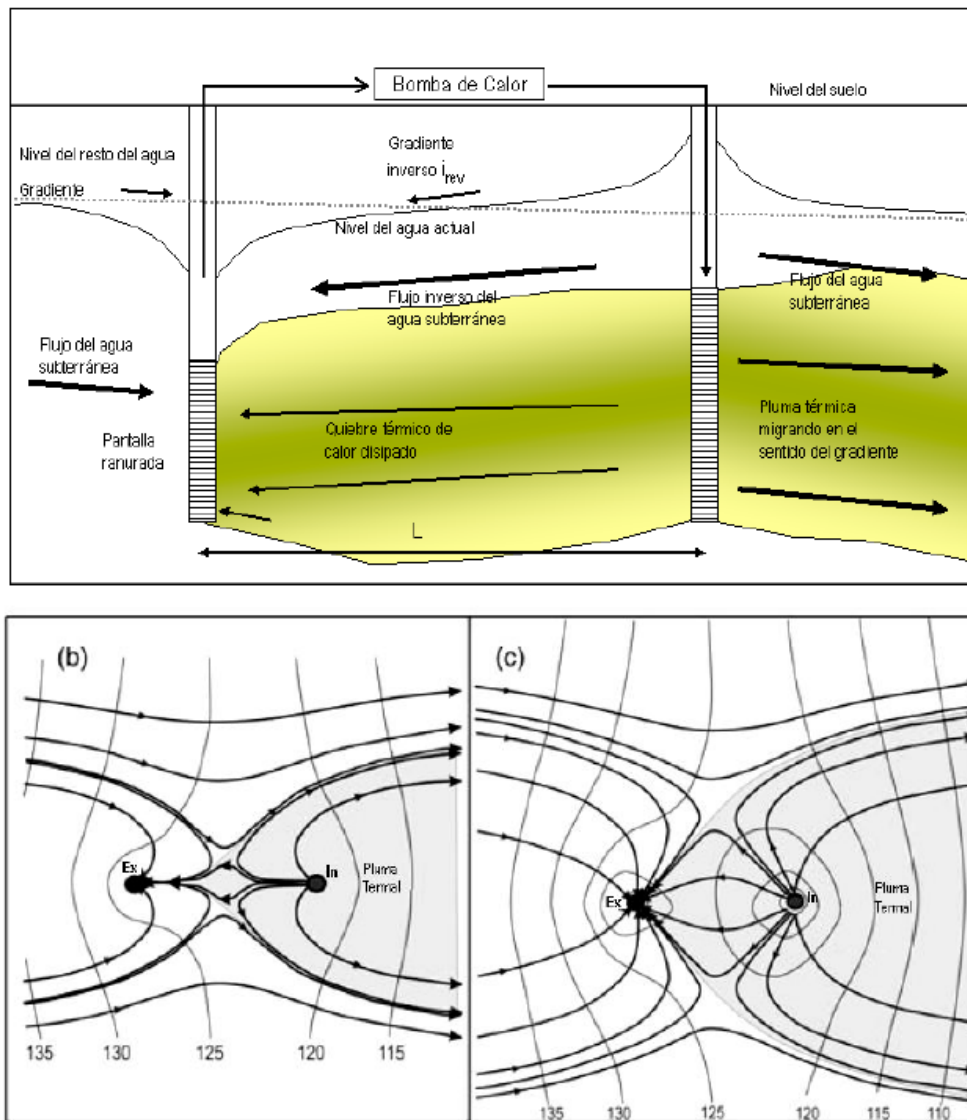 Bomba de Calor
Nivel del suelo
Nivel del resto del agua
Gradiente
Gradiente
inverso i_rev
Nivel del agua actual
Flujo inverso del
agua subterránea
Flujo del agua
subterránea
Flujo del agua
subterránea
Pantalla
ranurada
Quiebre térmico de
calor disipado
Pluma térmica
migrando en el
sentido del gradiente
L
(b)
Ex
In
Pluma
Termal
135 130 125 120 115
(c)
Ex
In
Pluma
Termal
135 130 125 120 115 110